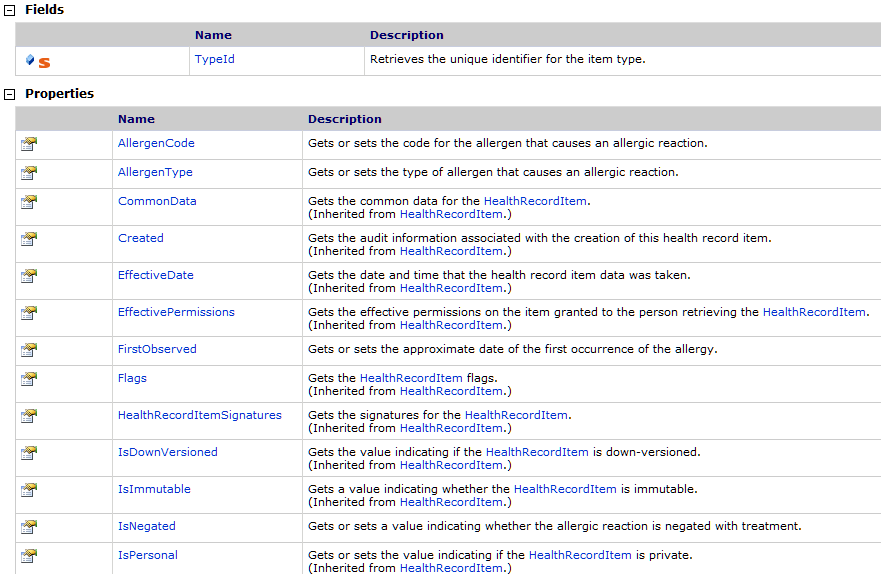 Fields
Name Description
TypeId Retrieves the unique identifier for the item type.
Properties
Name Description
AllergenCode Gets or sets the code for the allergen that causes an allergic reaction.
AllergenType Gets or sets the type of allergen that causes an allergic reaction.
CommonData Gets the common data for the HealthRecordItem.
(Inherited from HealthRecordItem.)
Created Gets the audit information associated with the creation of this health record item.
(Inherited from HealthRecordItem.)
EffectiveDate Gets the date and time that the health record item data was taken.
(Inherited from HealthRecordItem.)
EffectivePermissions Gets the effective permissions on the item granted to the person retrieving the HealthRecordItem.
(Inherited from HealthRecordItem.)
FirstObserved Gets or sets the approximate date of the first occurrence of the allergy.
Flags Gets the HealthRecordItem flags.
(Inherited from HealthRecordItem.)
HealthRecordItemSignatures Gets the signatures for the HealthRecordItem.
(Inherited from HealthRecordItem.)
IsDownVersioned Gets the value indicating if the HealthRecordItem is down-versioned.
(Inherited from HealthRecordItem.)
IsImmutable Gets a value indicating whether the HealthRecordItem is immutable.
(Inherited from HealthRecordItem.)
IsNegated Gets or sets a value indicating whether the allergic reaction is negated with treatment.
IsPersonal Gets or sets the value indicating if the HealthRecordItem is private.
(Inherited from HealthRecordItem.)